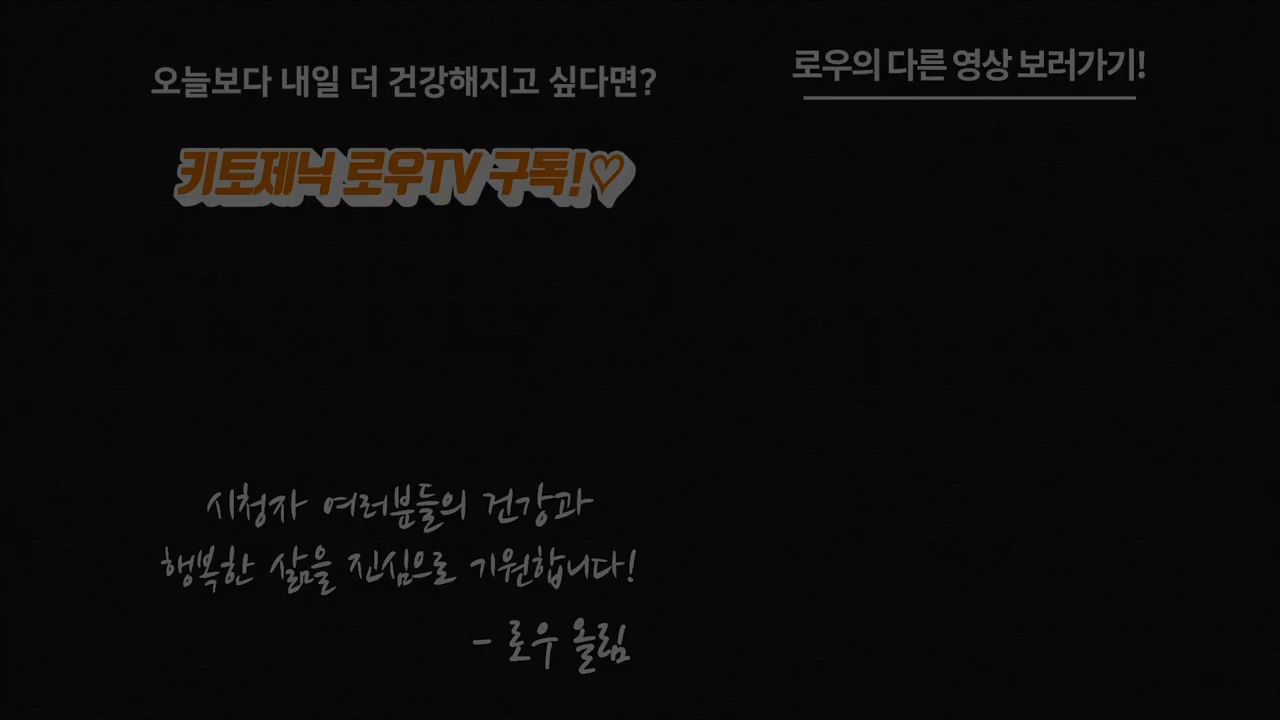 오늘보다 내일 더 건강해지고 싶다면?
키토제닉 로우TV 구독!♡
로우의 다른 영상 보러가기!
시청자 여러분들의 건강과
행복한 삶을 진심으로 기원합니다!
- 로우 올림